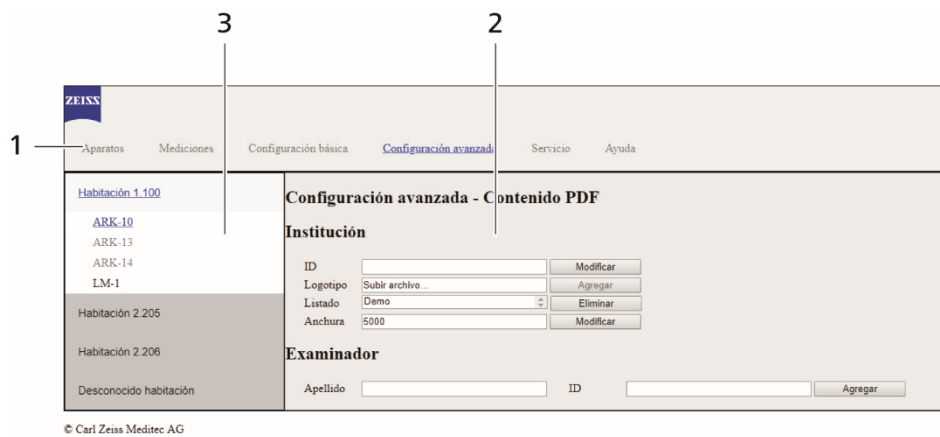 3 2
ZEISS
1 Aparatos Mediciones Configuración básica Configuración avanzada Servicio Ayuda
Habitación 1.100
ARK-10
ARK-13
ARK-14
LM-1
Habitación 2.205
Habitación 2.206
Desconocido habitación
Configuración avanzada - Contenido PDF
Institución
ID Modificar
Logotipo Subir archivo... Agregar
Listado Demo Eliminar
Anchura 5000 Modificar
Examinador
Apellido ID Agregar
© Carl Zeiss Meditec AG